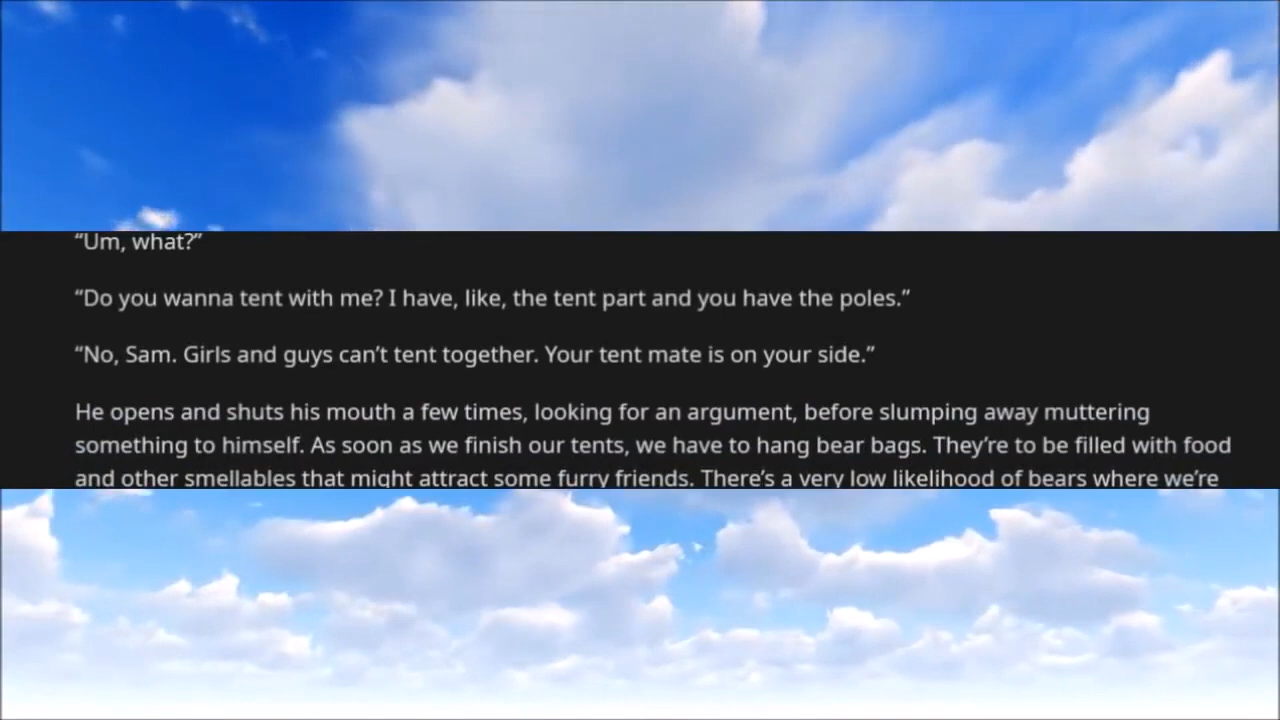 “Um, what?”
“Do you wanna tent with me? I have, like, the tent part and you have the poles.”
“No, Sam. Girls and guys can’t tent together. Your tent mate is on your side.”
He opens and shuts his mouth a few times, looking for an argument, before slumping away muttering
something to himself. As soon as we finish our tents, we have to hang bear bags. They’re to be filled with food
and other smellables that might attract some furry friends. There’s a very low likelihood of bears where we’re